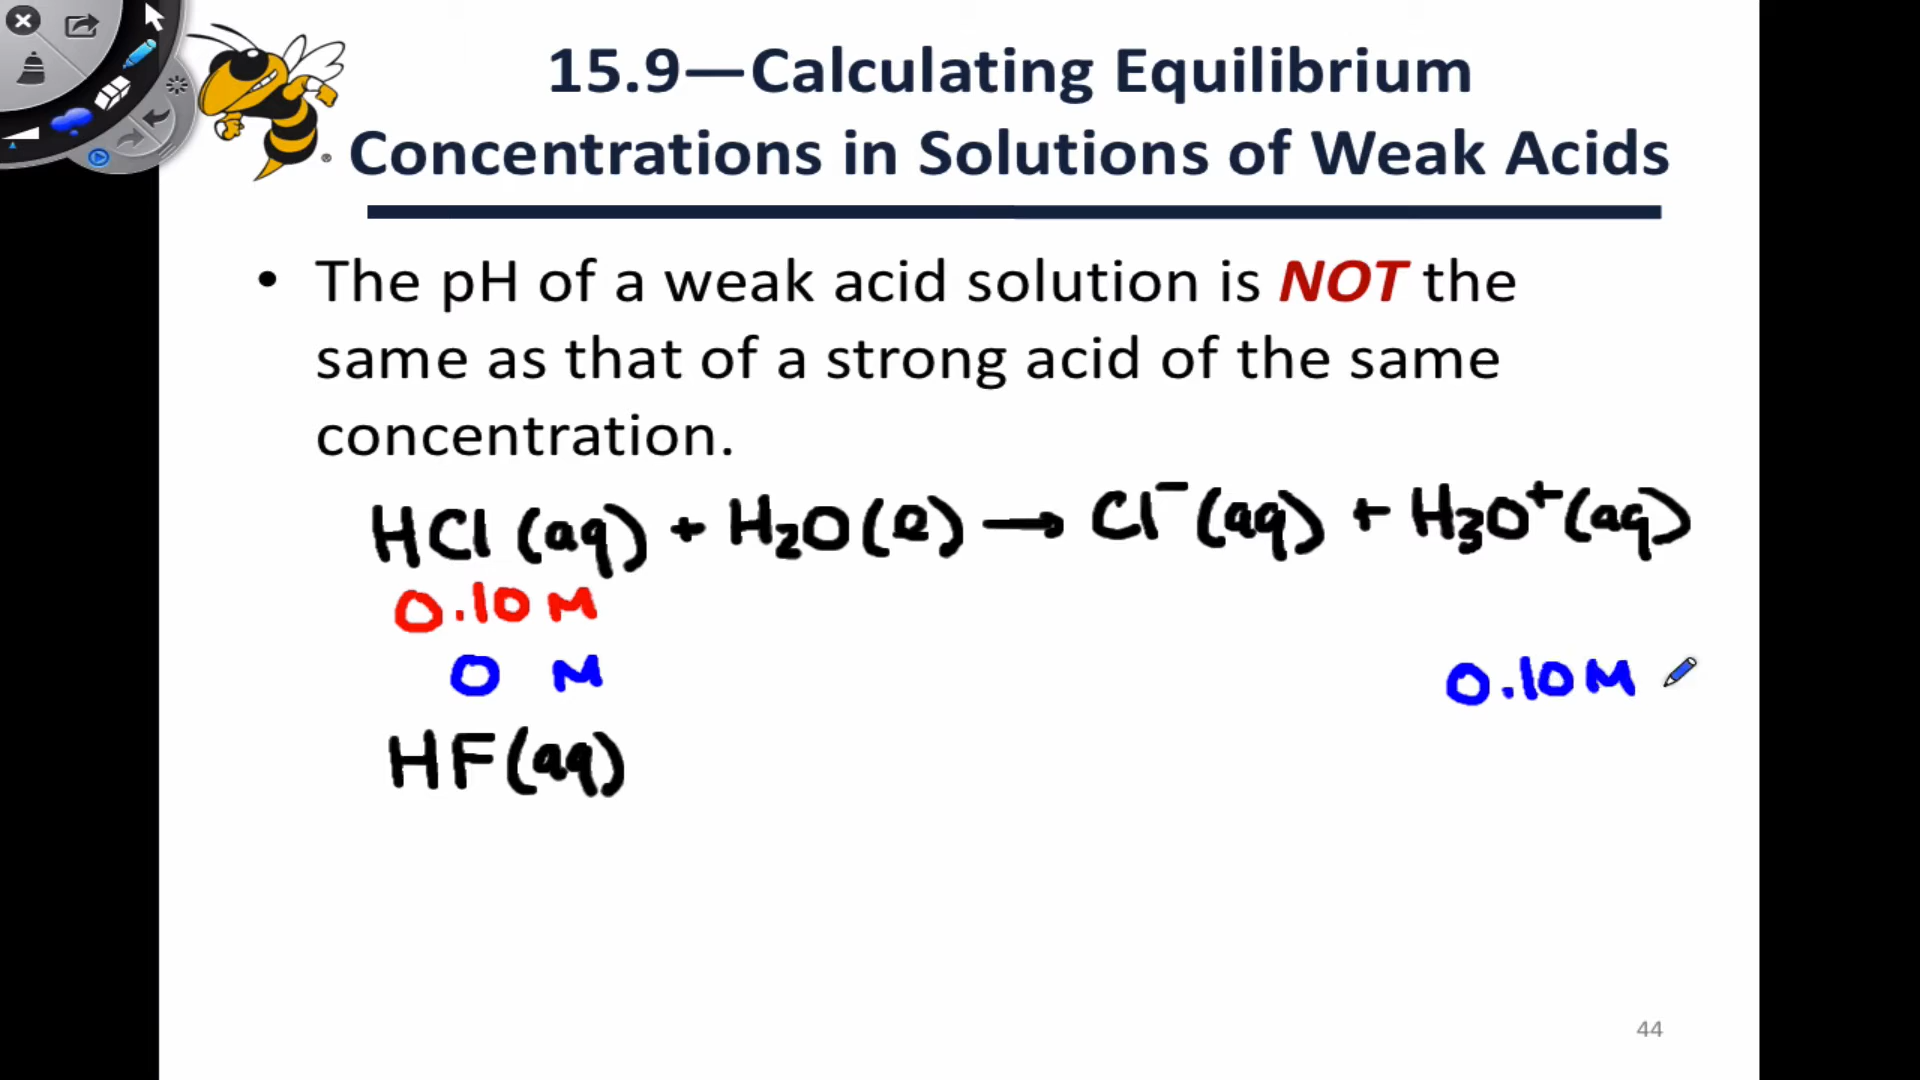 15.9—Calculating Equilibrium
Concentrations in Solutions of Weak Acids
• The pH of a weak acid solution is NOT the
same as that of a strong acid of the same
concentration.
HCl (aq) + H₂O (l) → Cl⁻ (aq) + H₃O⁺ (aq)
0.10 M
0 M 0.10 M
HF (aq)
44